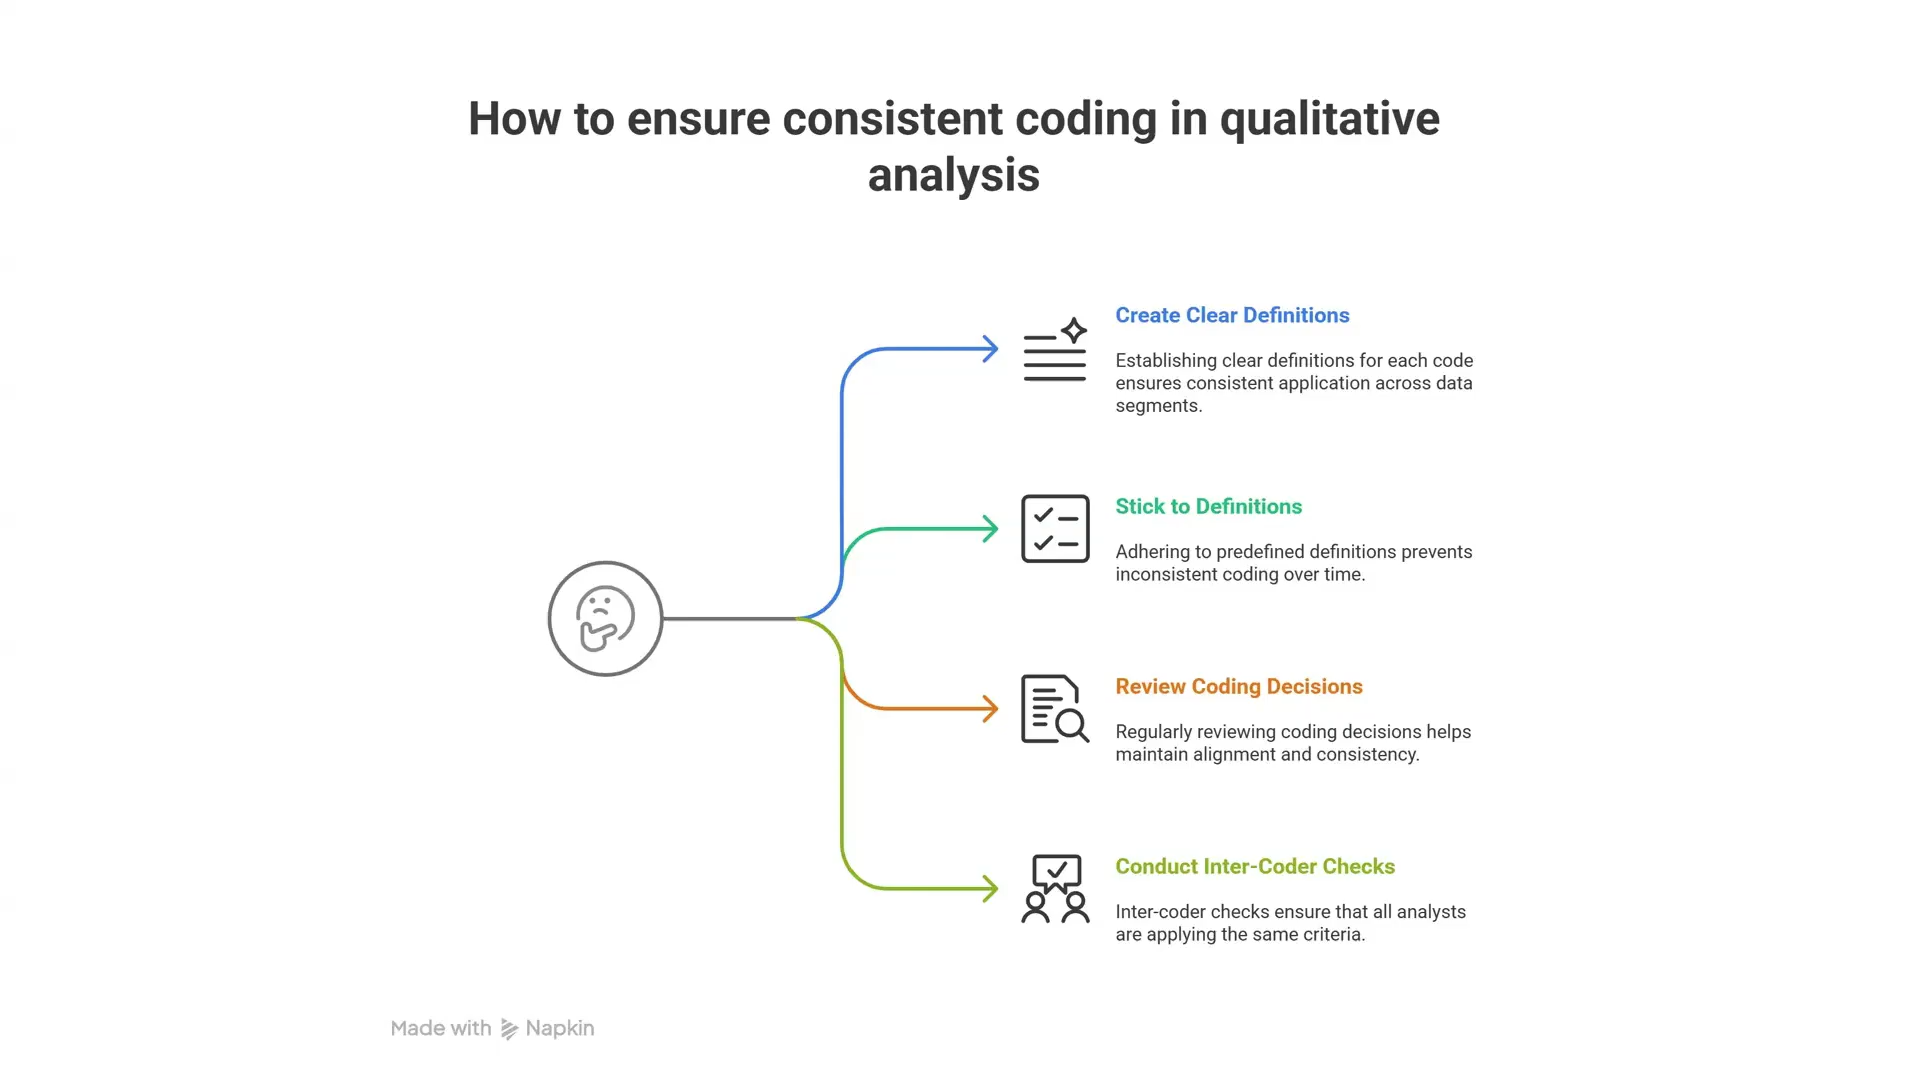 How to ensure consistent coding in qualitative
analysis
Create Clear Definitions
Establishing clear definitions for each code
ensures consistent application across data
segments.
Stick to Definitions
Adhering to predefined definitions prevents
inconsistent coding over time.
Review Coding Decisions
Regularly reviewing coding decisions helps
maintain alignment and consistency.
Conduct Inter-Coder Checks
Inter-coder checks ensure that all analysts
are applying the same criteria.
Made with Napkin